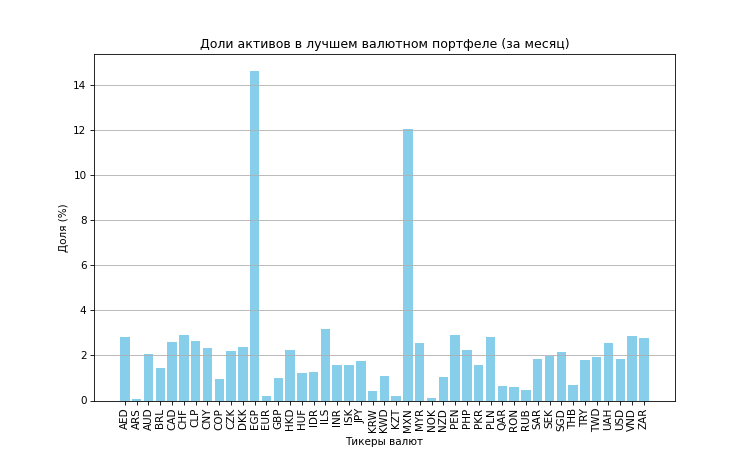 Доли активов в лучшем валютном портфеле (за месяц)
Доля (%)
14
12
10
8
6
4
2
0
AED ARS AUD BRL CAD CHF CLP CNY COP CZK DKK EGP EUR GBP HKD HUF IDR ILS INR ISK JPY KRW KWD KZT MXN MYR NOK NZD PEN PHP PKR PLN QAR RON RUB SAR SEK SGD THB TRY TWD UAH USD VND ZAR
Тикеры валют